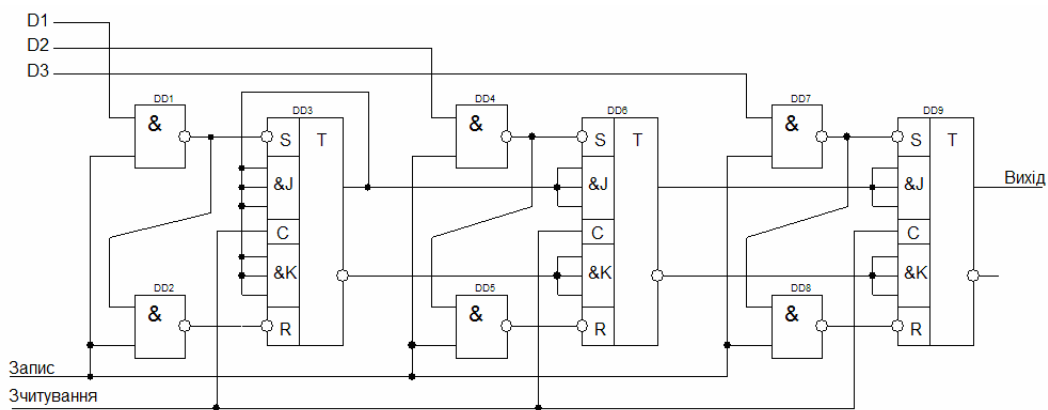 D1
D2
D3
DD1
&
DD3
S T
&J
C
&K
R
DD2
&
DD4
&
DD6
S T
&J
C
&K
R
DD5
&
DD7
&
DD9
S T
&J
C
&K
R
DD8
&
Вихід
Запис
Зчитування